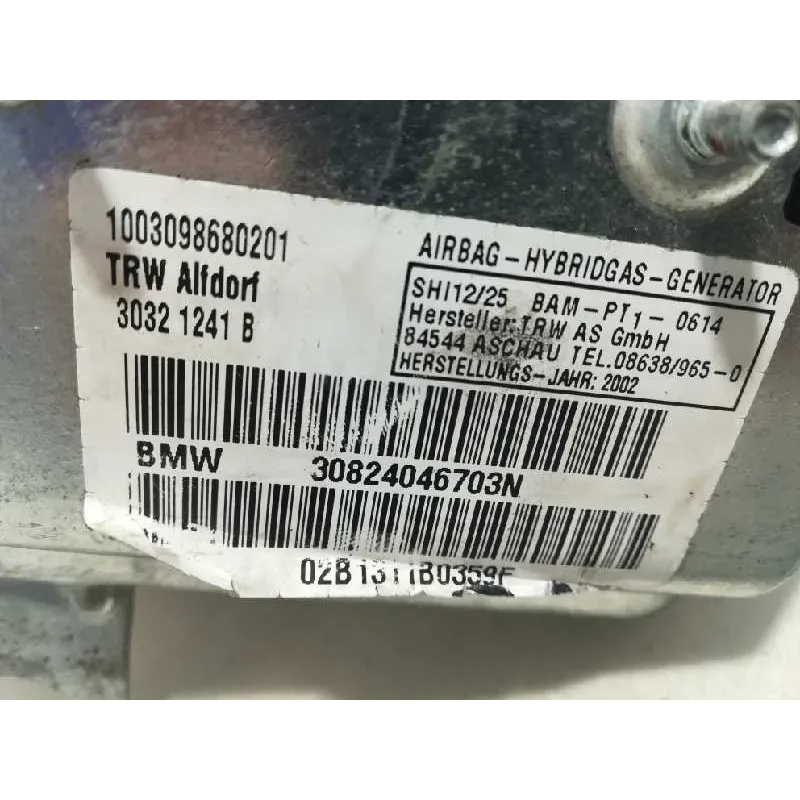 1003098680201
TRW Alfdorf
3032 1241 B
AIRBAG-HYBRIDGAS-GENERATOR
SHI12/25 BAM-PT1-0614
Hersteller: TRW AS GmbH
84544 ASCHAU TEL.08638/965-0
HERSTELLUNGS-JAHR: 2002
BMW 30824046703N
02B1311B0359F